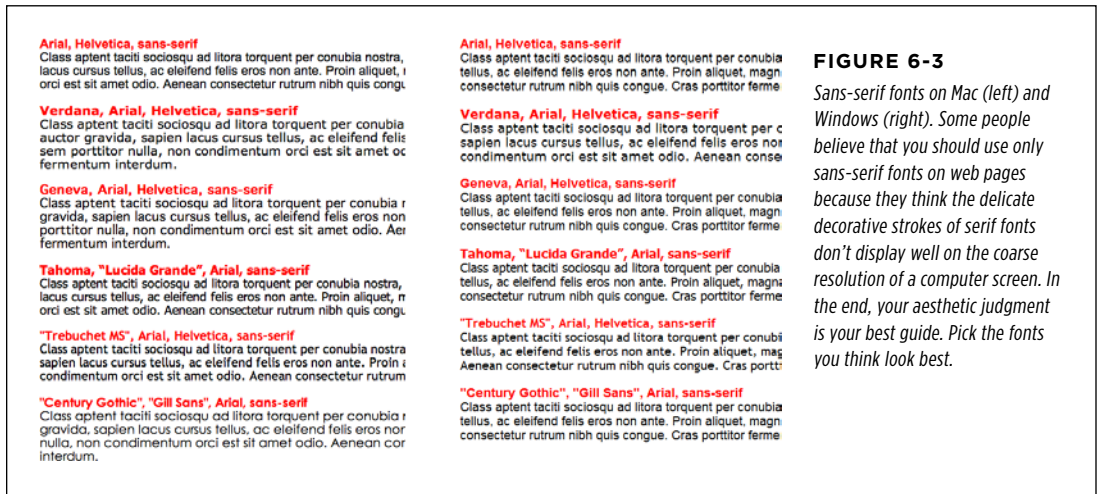 Arial, Helvetica, sans-serif
Class aptent taciti sociosqu ad litora torquent per conubia nostra,
lacus cursus tellus, ac eleifend felis eros non ante. Proin aliquet,
orci est sit amet odio. Aenean consectetur rutrum nibh quis congu
Verdana, Arial, Helvetica, sans-serif
Class aptent taciti sociosqu ad litora torquent per conubia
auctor gravida, sapien lacus cursus tellus, ac eleifend felis
sem porttitor nulla, non condimentum orci est sit amet oc
fermentum interdum.
Geneva, Arial, Helvetica, sans-serif
Class aptent taciti sociosqu ad litora torquent per conubia
gravida, sapien lacus cursus tellus, ac eleifend felis eros non
porttitor nulla, non condimentum orci est sit amet odio. Aer
fermentum interdum.
Tahoma, "Lucida Grande", Arial, sans-serif
Class aptent taciti sociosqu ad litora torquent per conubia nostra,
lacus cursus tellus, ac eleifend felis eros non ante. Proin aliquet, m
orci est sit amet odio. Aenean consectetur rutrum nibh quis congu
"Trebuchet MS", Arial, Helvetica, sans-serif
Class aptent taciti sociosqu ad litora torquent per conubia nostra
sapien lacus cursus tellus, ac eleifend felis eros non ante. Proin
condimentum orci est sit amet odio. Aenean consectetur rutrum
"Century Gothic", "Gill Sans", Arial, sans-serif
Class aptent taciti sociosqu ad litora torquent per conubia
gravida, sapien lacus cursus tellus, ac eleifend felis eros nor
nulla, non condimentum orci est sit amet odio. Aenean cor
interdum.
Arial, Helvetica, sans-serif
Class aptent taciti sociosqu ad litora torquent per conubia
tellus, ac eleifend felis eros non ante. Proin aliquet, magn
consectetur rutrum nibh quis congue. Cras porttitor ferme
Verdana, Arial, Helvetica, sans-serif
Class aptent taciti sociosqu ad litora torquent per c
sapien lacus cursus tellus, ac eleifend felis eros nor
condimentum orci est sit amet odio. Aenean conse
Geneva, Arial, Helvetica, sans-serif
Class aptent taciti sociosqu ad litora torquent per conubia
tellus, ac eleifend felis eros non ante. Proin aliquet, magn
consectetur rutrum nibh quis congue. Cras porttitor ferme
Tahoma, "Lucida Grande", Arial, sans-serif
Class aptent taciti sociosqu ad litora torquent per conubia
tellus, ac eleifend felis eros non ante. Proin aliquet, magna
consectetur rutrum nibh quis congue. Cras porttitor ferme
"Trebuchet MS", Arial, Helvetica, sans-serif
Class aptent taciti sociosqu ad litora torquent per conubi
tellus, ac eleifend felis eros non ante. Proin aliquet, mag
Aenean consectetur rutrum nibh quis congue. Cras portt
"Century Gothic", "Gill Sans", Arial, sans-serif
Class aptent taciti sociosqu ad litora torquent per conubia
tellus, ac eleifend felis eros non ante. Proin aliquet, magn
consectetur rutrum nibh quis congue. Cras porttitor ferme
FIGURE 6-3
Sans-serif fonts on Mac (left) and
Windows (right). Some people
believe that you should use only
sans-serif fonts on web pages
because they think the delicate
decorative strokes of serif fonts
don't display well on the coarse
resolution of a computer screen. In
the end, your aesthetic judgment
is your best guide. Pick the fonts
you think look best.